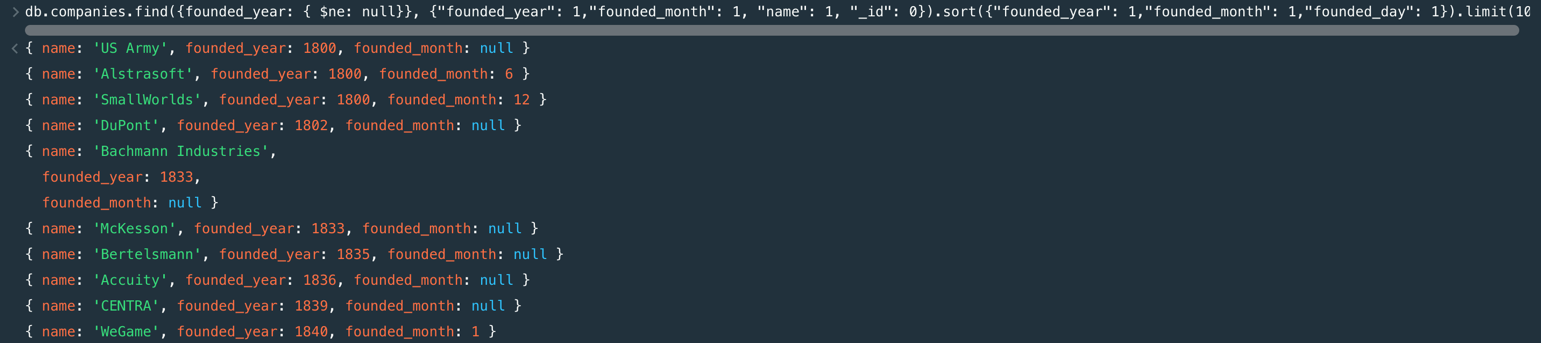 > db.companies.find({founded_year: { $ne: null}}, {"founded_year": 1,"founded_month": 1, "name": 1, "_id": 0}).sort({"founded_year": 1,"founded_month": 1,"founded_day": 1}).limit(10
< { name: 'US Army', founded_year: 1800, founded_month: null }
{ name: 'Alstrasoft', founded_year: 1800, founded_month: 6 }
{ name: 'SmallWorlds', founded_year: 1800, founded_month: 12 }
{ name: 'DuPont', founded_year: 1802, founded_month: null }
{ name: 'Bachmann Industries',
founded_year: 1833,
founded_month: null }
{ name: 'McKesson', founded_year: 1833, founded_month: null }
{ name: 'Bertelsmann', founded_year: 1835, founded_month: null }
{ name: 'Accuity', founded_year: 1836, founded_month: null }
{ name: 'CENTRA', founded_year: 1839, founded_month: null }
{ name: 'WeGame', founded_year: 1840, founded_month: 1 }